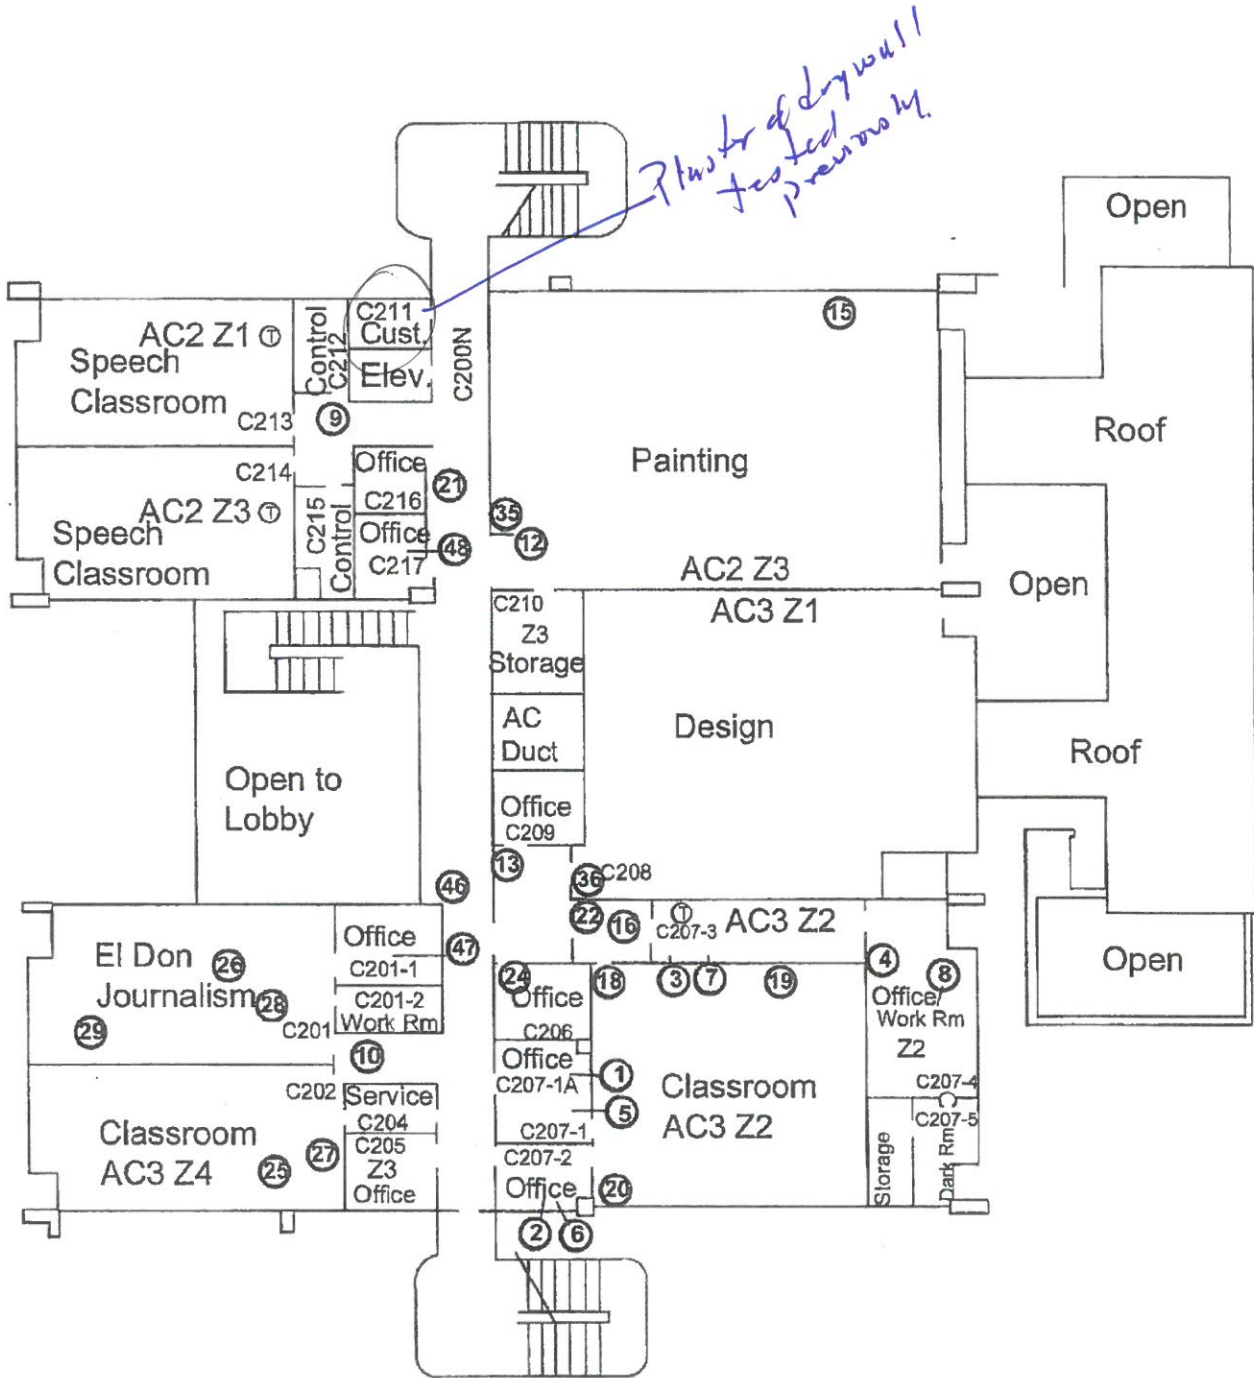 Plaster & drywall
tested
previously.
Open
C211
Cust.
Control
C212
Elev.
C200N
AC2 Z1 T
Speech
Classroom
C213
9
15
Roof
Painting
C214
AC2 Z3 T
Speech
Classroom
C215
Control
Office
C216
21
Office
C217
48
35
12
AC2 Z3
AC3 Z1
Open
C210
Z3
Storage
AC
Duct
Design
Roof
Open to
Lobby
Office
C209
13
46
36
C208
22
16
T
C207-3
AC3 Z2
El Don
Journalism
26
28
29
C201
Office
C201-1
47
C201-2
Work Rm
10
24
Office
C206
18
3
7
19
4
8
Office/
Work Rm
Z2
C207-4
C207-5
Open
Office
C207-1A
1
5
C207-1
Classroom
AC3 Z2
C202
Service
C204
C205
Z3
Office
Classroom
AC3 Z4
25
27
C207-2
Office
20
2
6
Storage
Dark Rm